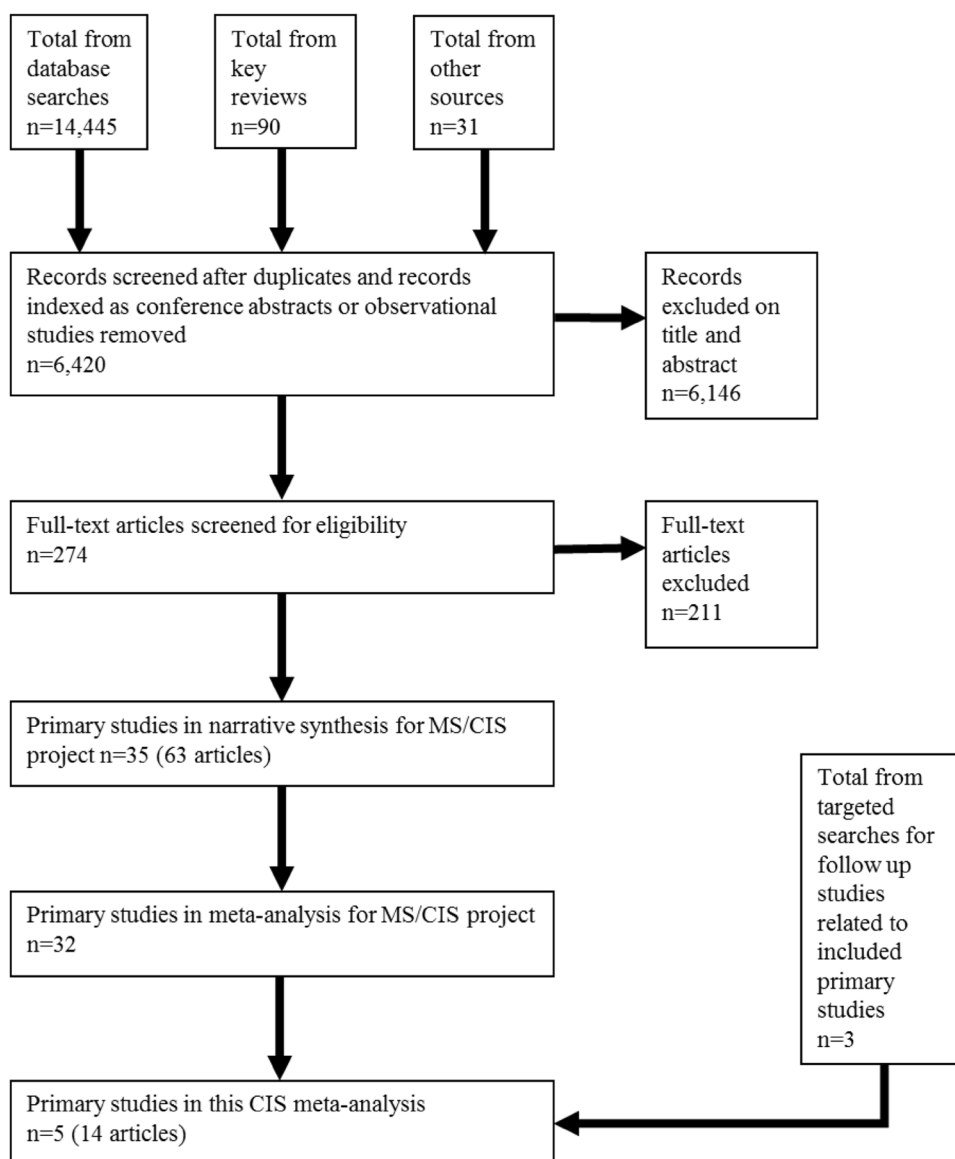 Total from
database
searches
n=14,445
Total from
key
reviews
n=90
Total from
other
sources
n=31
Records screened after duplicates and records
indexed as conference abstracts or observational
studies removed
n=6,420
Records
excluded on
title and
abstract
n=6,146
Full-text articles screened for eligibility
n=274
Full-text
articles
excluded
n=211
Primary studies in narrative synthesis for MS/CIS
project n=35 (63 articles)
Primary studies in meta-analysis for MS/CIS project
n=32
Total from
targeted
searches for
follow up
studies
related to
included
primary
studies
n=3
Primary studies in this CIS meta-analysis
n=5 (14 articles)